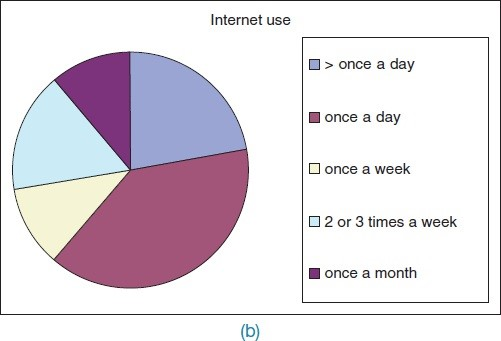 Internet use
> once a day
once a day
once a week
2 or 3 times a week
once a month
(b)